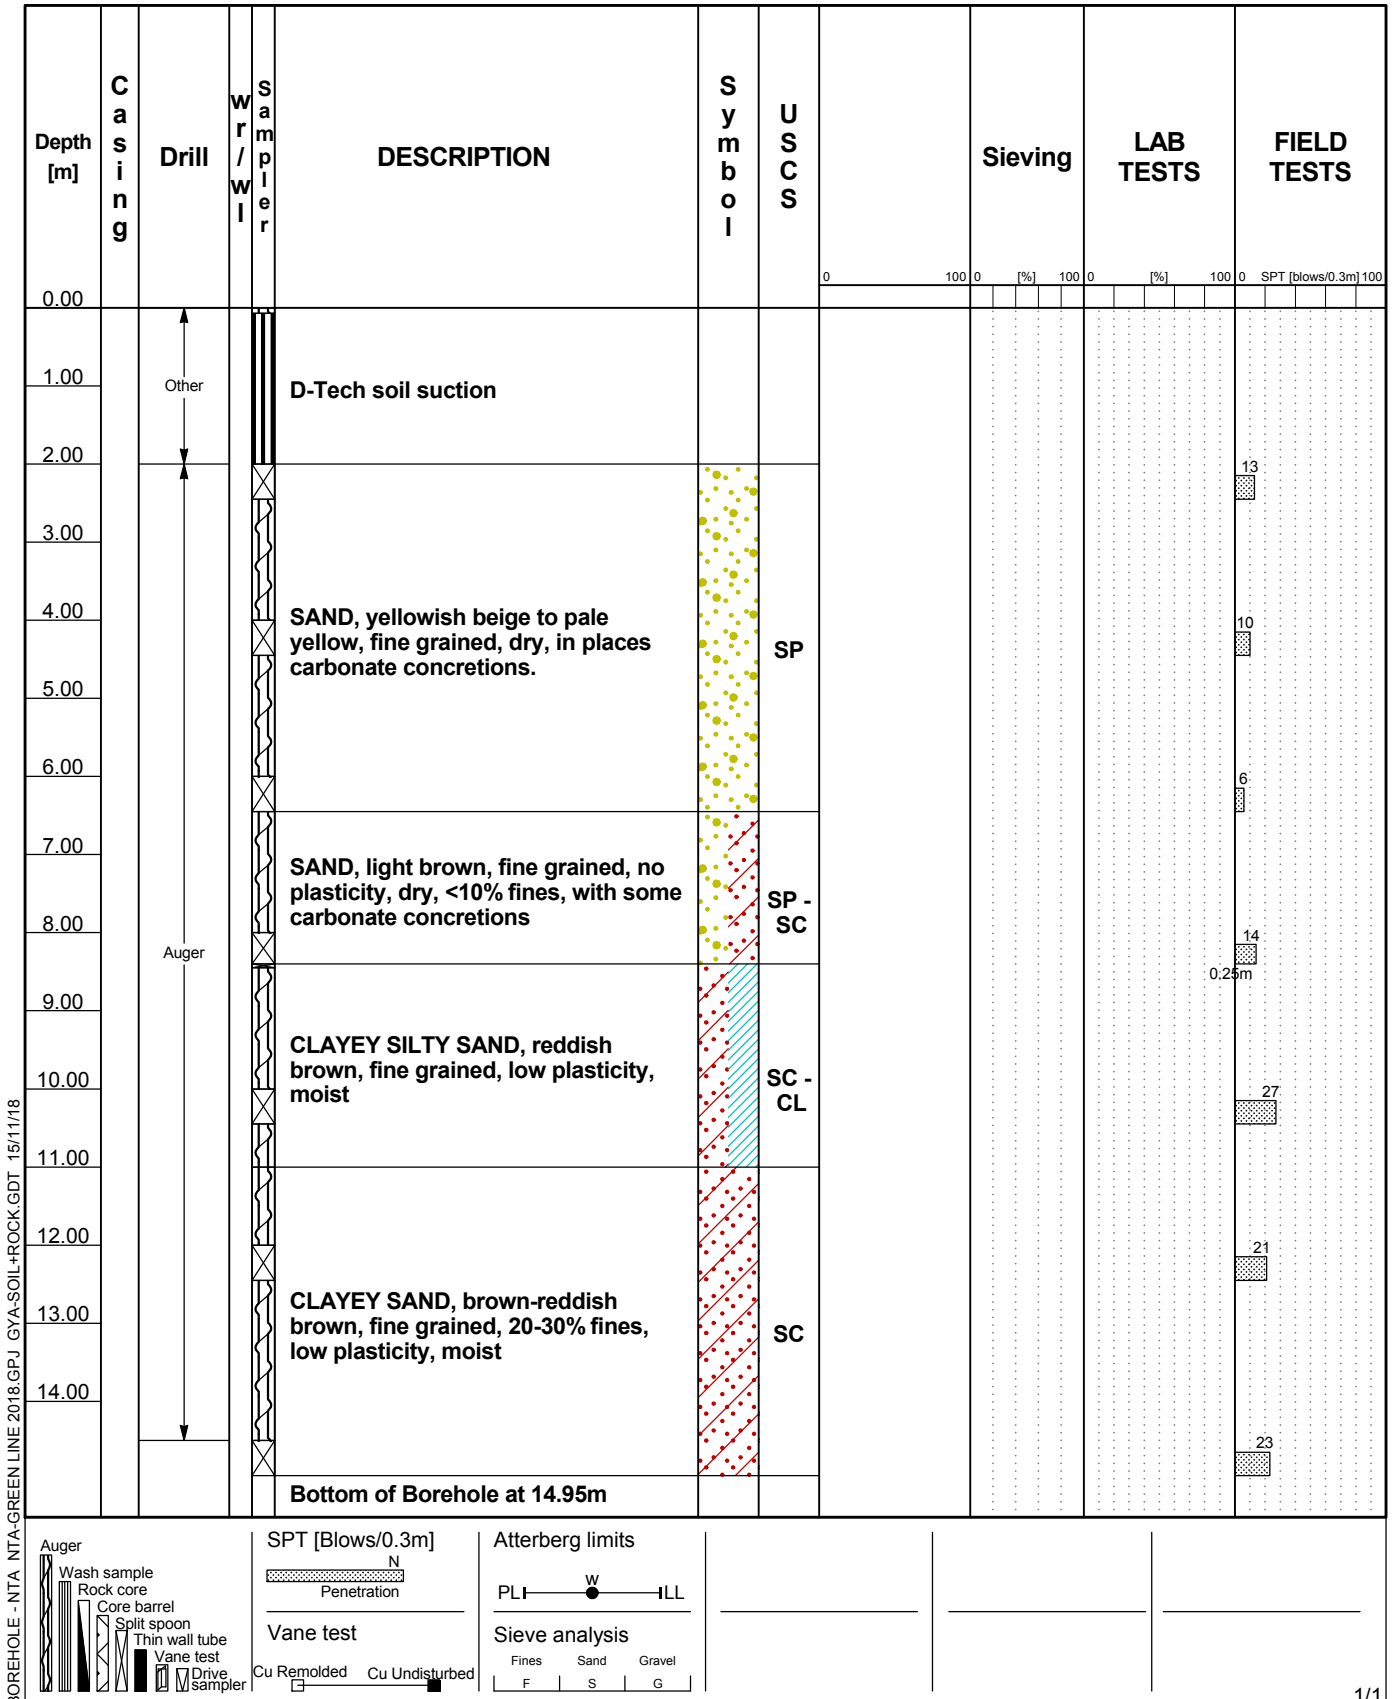 Depth
[m]
Casing
Drill
wr/wl
Sampler
DESCRIPTION
Symbol
USCS
Sieving
LAB
TESTS
FIELD
TESTS
0 100 0 [%] 100 0 [%] 100 0 SPT [blows/0.3m] 100
0.00
1.00
Other
D-Tech soil suction
2.00
13
3.00
4.00
SAND, yellowish beige to pale
yellow, fine grained, dry, in places
carbonate concretions.
SP
10
5.00
6.00
6
7.00
SAND, light brown, fine grained, no
plasticity, dry, <10% fines, with some
carbonate concretions
SP -
SC
8.00
Auger
14
0.25m
9.00
CLAYEY SILTY SAND, reddish
brown, fine grained, low plasticity,
moist
SC -
CL
10.00
27
11.00
12.00
21
13.00
CLAYEY SAND, brown-reddish
brown, fine grained, 20-30% fines,
low plasticity, moist
SC
14.00
23
Bottom of Borehole at 14.95m
BOREHOLE - NTA NTA-GREEN LINE 2018.GPJ GYA-SOIL+ROCK.GDT 15/11/18
Auger
Wash sample
Rock core
Core barrel
Split spoon
Thin wall tube
Vane test
Drive
sampler
SPT [Blows/0.3m]
N
Penetration
Vane test
Cu Remolded Cu Undisturbed
Atterberg limits
W
PL LL
Sieve analysis
Fines Sand Gravel
F S G
1/1